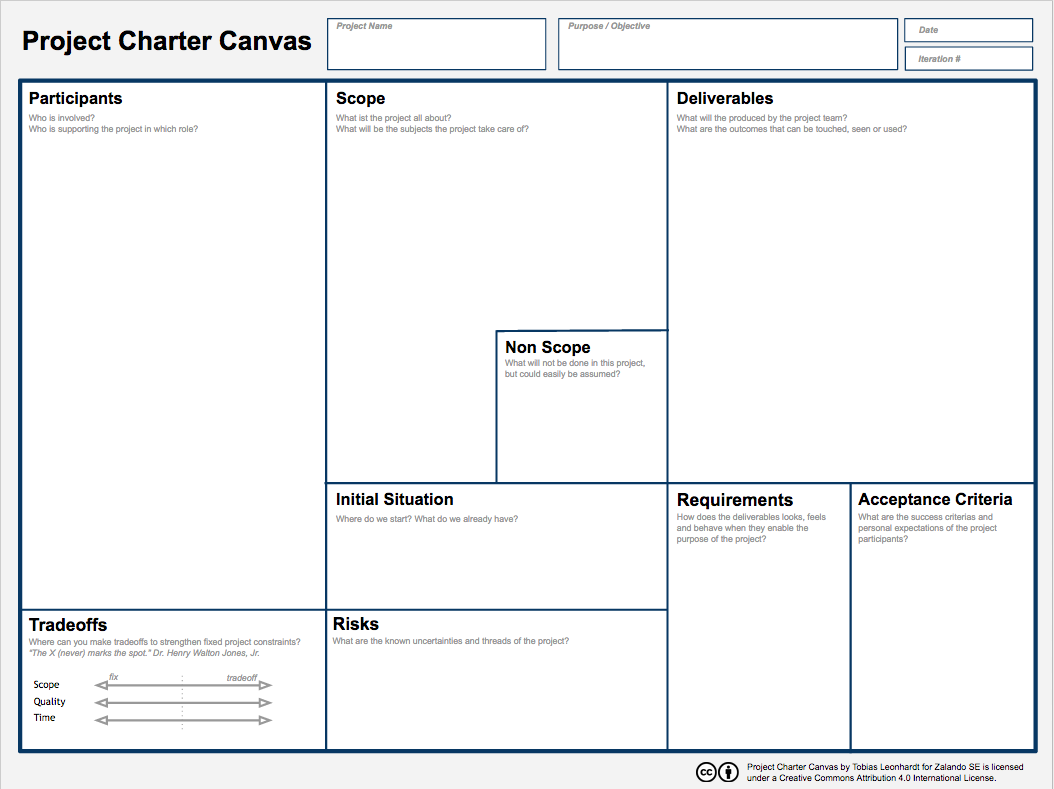 Project Charter Canvas
Project Name
Purpose / Objective
Date
Iteration #
Participants
Who is involved?
Who is supporting the project in which role?
Scope
What ist the project all about?
What will be the subjects the project take care of?
Deliverables
What will the produced by the project team?
What are the outcomes that can be touched, seen or used?
Non Scope
What will not be done in this project,
but could easily be assumed?
Initial Situation
Where do we start? What do we already have?
Requirements
How does the deliverables looks, feels
and behave when they enable the
purpose of the project?
Acceptance Criteria
What are the success criterias and
personal expectations of the project
participants?
Tradeoffs
Where can you make tradeoffs to strengthen fixed project constraints?
"The X (never) marks the spot." Dr. Henry Walton Jones, Jr.
fix
tradeoff
Scope
Quality
Time
Risks
What are the known uncertainties and threads of the project?
cc
Project Charter Canvas by Tobias Leonhardt for Zalando SE is licensed
under a Creative Commons Attribution 4.0 International License.